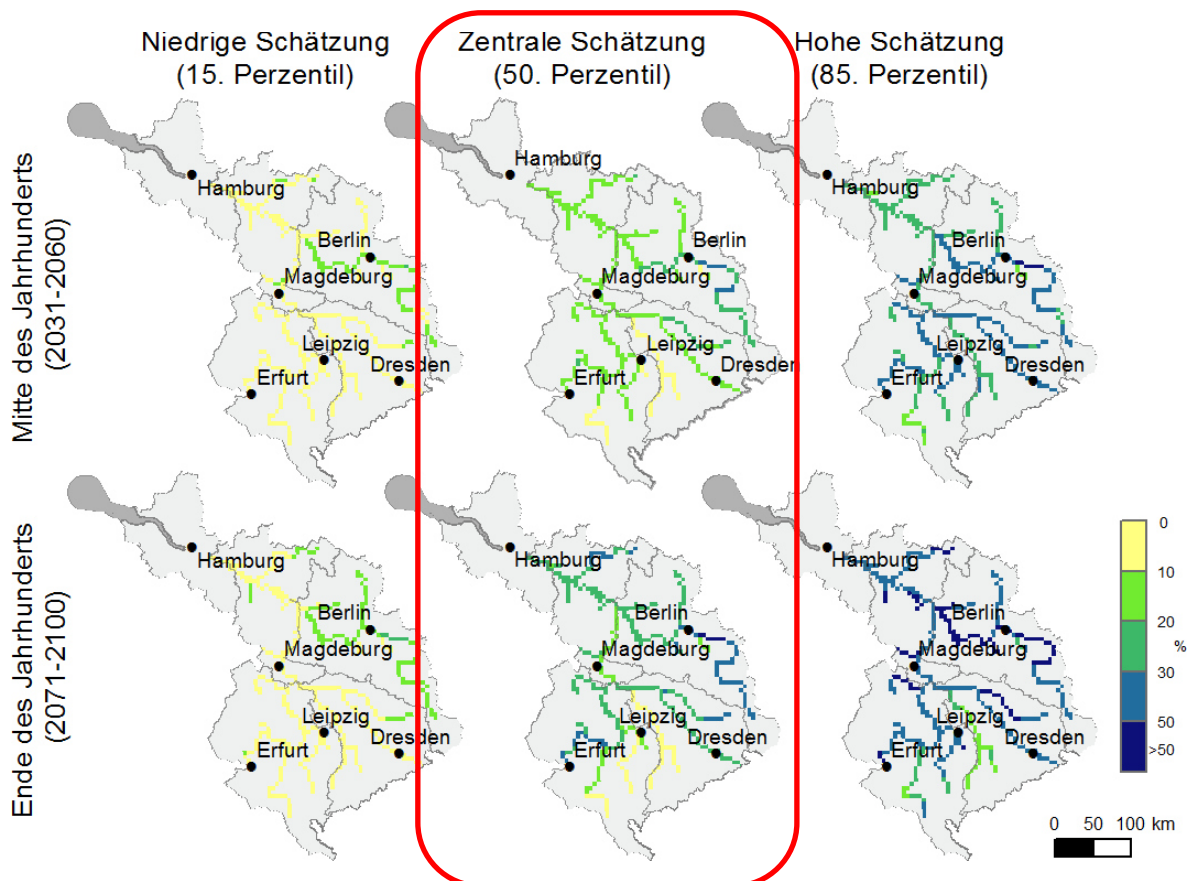 Niedrige Schätzung
(15. Perzentil)
Zentrale Schätzung
(50. Perzentil)
Hohe Schätzung
(85. Perzentil)
Mitte des Jahrhunderts
(2031-2060)
Hamburg
Berlin
Magdeburg
Leipzig
Erfurt
Dresden
Hamburg
Berlin
Magdeburg
Leipzig
Erfurt
Dresden
Hamburg
Berlin
Magdeburg
Leipzig
Erfurt
Dresden
Ende des Jahrhunderts
(2071-2100)
Hamburg
Berlin
Magdeburg
Leipzig
Erfurt
Dresden
Hamburg
Berlin
Magdeburg
Leipzig
Erfurt
Dresden
Hamburg
Berlin
Magdeburg
Leipzig
Erfurt
Dresden
0
10
20
%
30
50
>50
0 50 100 km